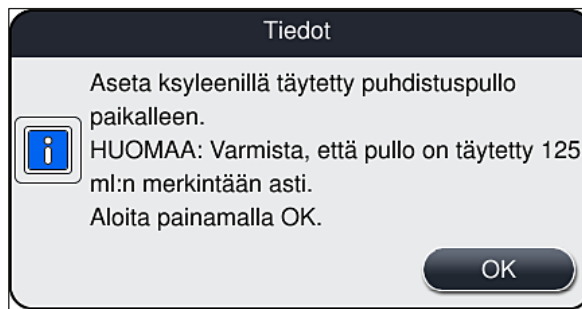 Tiedot
Aseta ksyleenillä täytetty puhdistuspullo
paikalleen.
HUOMAA: Varmista, että pullo on täytetty 125
ml:n merkintään asti.
Aloita painamalla OK.
OK